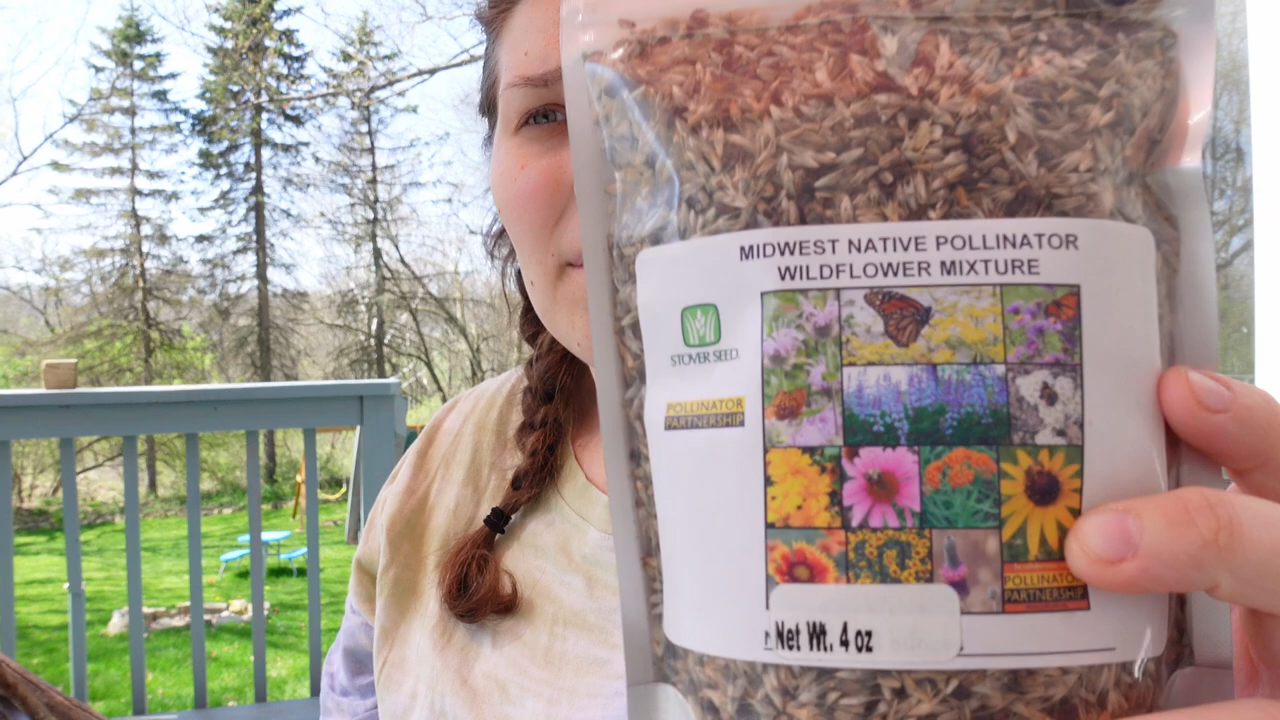 MIDWEST NATIVE POLLINATOR
WILDFLOWER MIXTURE
STOVER SEED.
POLLINATOR
PARTNERSHIP
POLLINATOR
PARTNERSHIP
Net Wt. 4 oz